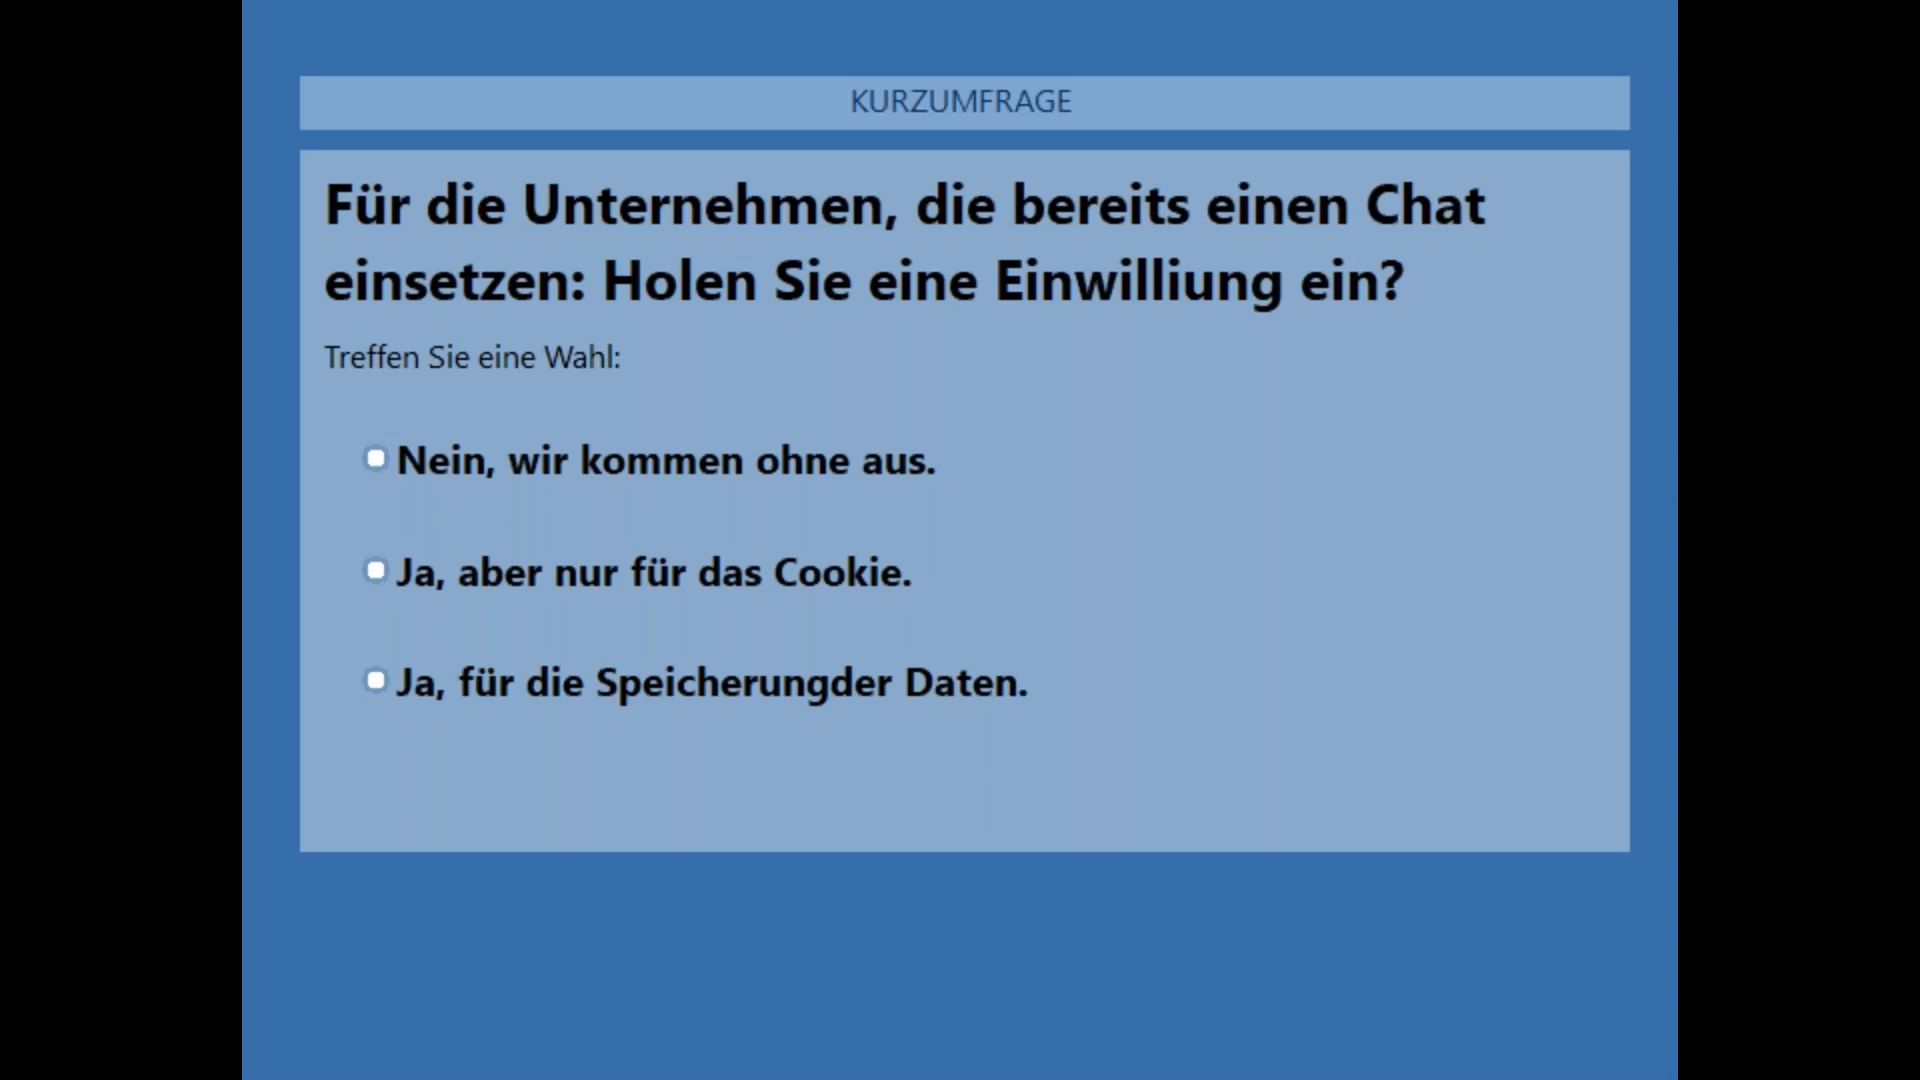 KURZUMFRAGE
Für die Unternehmen, die bereits einen Chat
einsetzen: Holen Sie eine Einwilliung ein?
Treffen Sie eine Wahl:
Nein, wir kommen ohne aus.
Ja, aber nur für das Cookie.
Ja, für die Speicherungder Daten.